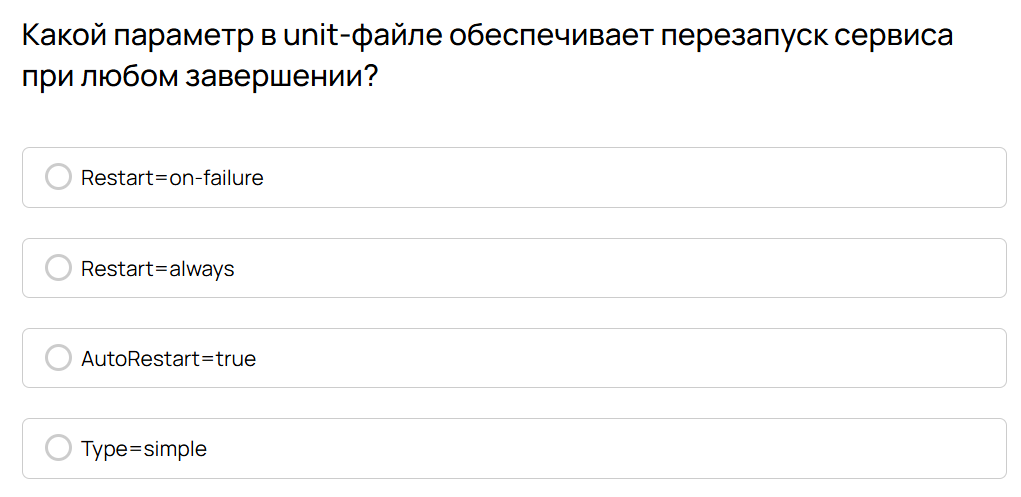 Какой параметр в unit-файле обеспечивает перезапуск сервиса
при любом завершении?
Restart=on-failure
Restart=always
AutoRestart=true
Type=simple